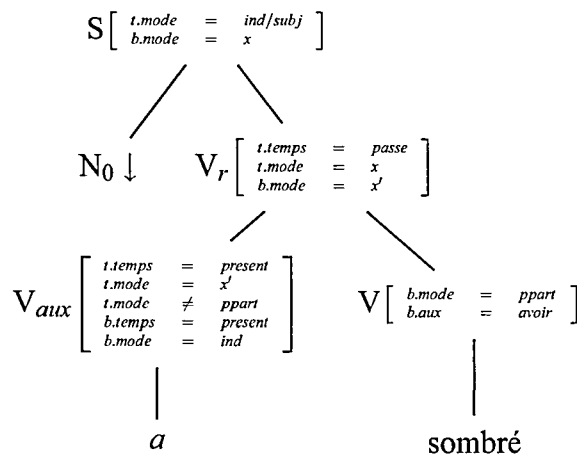 S [ t.mode = ind/subj
b.mode = x ]
N₀ ↓
Vᵣ [ t.temps = passe
t.mode = x
b.mode = x' ]
V_aux [ t.temps = present
t.mode = x'
t.mode ≠ ppart
b.temps = present
b.mode = ind ]
V [ b.mode = ppart
b.aux = avoir ]
a
sombré